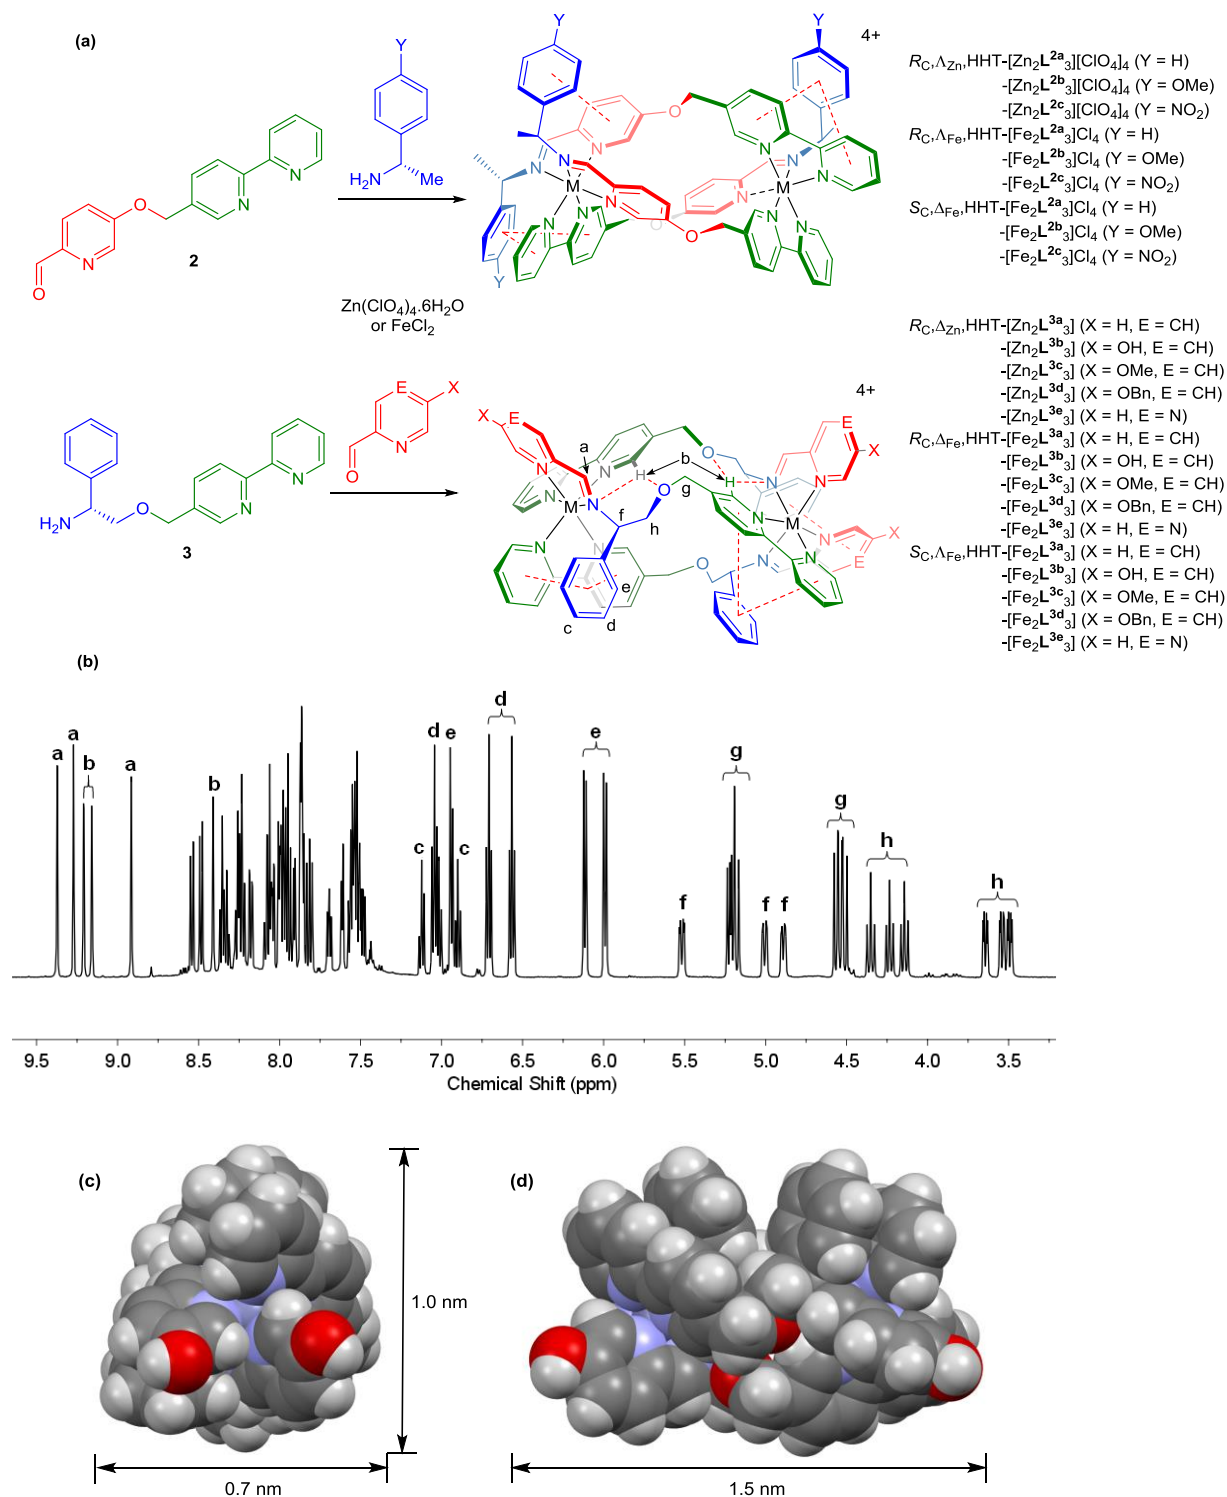 (a)
Y
H₂N
Me
O
N
N
N
O
2
Zn(ClO₄)₄.6H₂O
or FeCl₂
Y
Y
4+
O
N
N
N
N
N
M
N
N
N
M
N
N
N
N
O
O
Y
R_C,Λ_Zn,HHT-[Zn₂L²ᵃ₃][ClO₄]₄ (Y = H)
-[Zn₂L²ᵇ₃][ClO₄]₄ (Y = OMe)
-[Zn₂L²ᶜ₃][ClO₄]₄ (Y = NO₂)
R_C,Λ_Fe,HHT-[Fe₂L²ᵃ₃]Cl₄ (Y = H)
-[Fe₂L²ᵇ₃]Cl₄ (Y = OMe)
-[Fe₂L²ᶜ₃]Cl₄ (Y = NO₂)
S_C,Δ_Fe,HHT-[Fe₂L²ᵃ₃]Cl₄ (Y = H)
-[Fe₂L²ᵇ₃]Cl₄ (Y = OMe)
-[Fe₂L²ᶜ₃]Cl₄ (Y = NO₂)
H₂N
O
N
N
3
E
X
N
O
4+
X
E
a
b
N
N
H
O
H
O
g
M
N
f
h
N
N
N
M
N
N
N
E
X
X
E
O
N
e
c
d
R_C,Δ_Zn,HHT-[Zn₂L³ᵃ₃] (X = H, E = CH)
-[Zn₂L³ᵇ₃] (X = OH, E = CH)
-[Zn₂L³ᶜ₃] (X = OMe, E = CH)
-[Zn₂L³ᵈ₃] (X = OBn, E = CH)
-[Zn₂L³ᵉ₃] (X = H, E = N)
R_C,Δ_Fe,HHT-[Fe₂L³ᵃ₃] (X = H, E = CH)
-[Fe₂L³ᵇ₃] (X = OH, E = CH)
-[Fe₂L³ᶜ₃] (X = OMe, E = CH)
-[Fe₂L³ᵈ₃] (X = OBn, E = CH)
-[Fe₂L³ᵉ₃] (X = H, E = N)
S_C,Λ_Fe,HHT-[Fe₂L³ᵃ₃] (X = H, E = CH)
-[Fe₂L³ᵇ₃] (X = OH, E = CH)
-[Fe₂L³ᶜ₃] (X = OMe, E = CH)
-[Fe₂L³ᵈ₃] (X = OBn, E = CH)
-[Fe₂L³ᵉ₃] (X = H, E = N)
(b)
a a b a b c d e c d e f g f f g h h
9.5 9.0 8.5 8.0 7.5 7.0 6.5 6.0 5.5 5.0 4.5 4.0 3.5
Chemical Shift (ppm)
(c)
1.0 nm
0.7 nm
(d)
1.5 nm